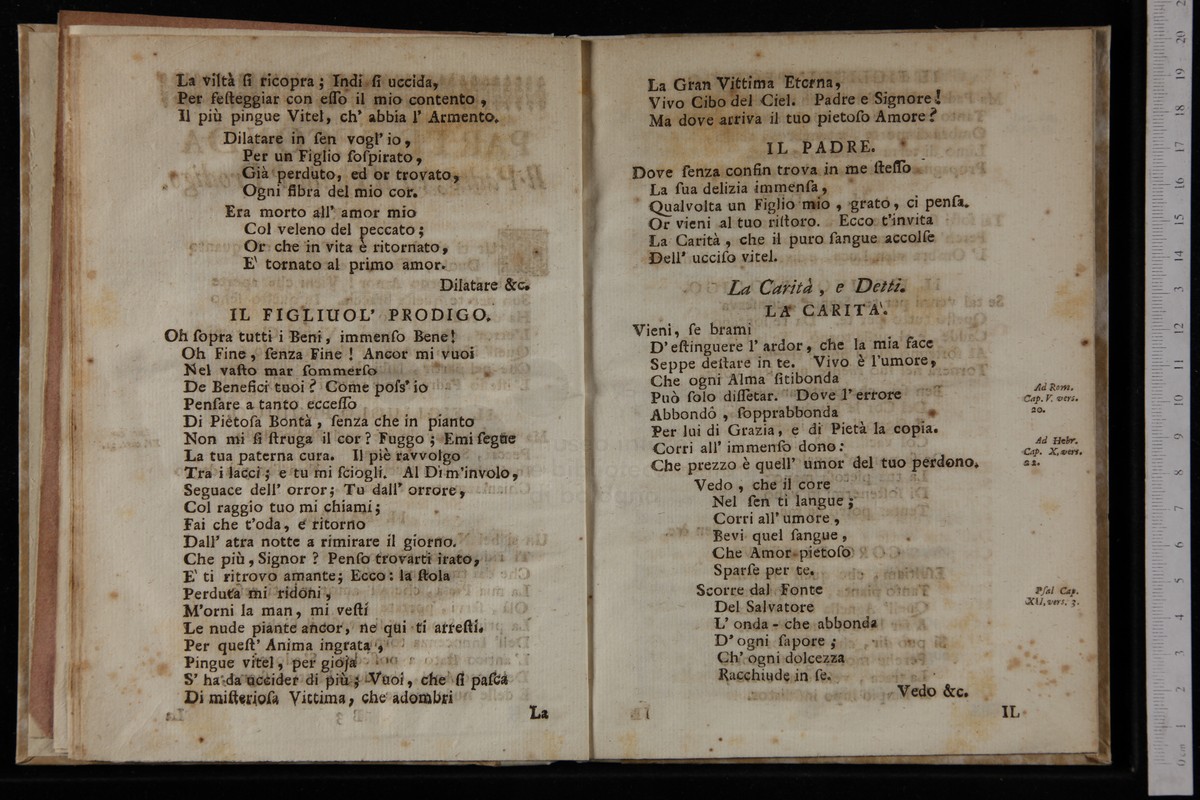 La viltà ſi ricopra; Indi ſi uccida,
Per feſteggiar con eſſo il mio contento,
Il più pingue Vitel, ch' abbia l' Armento.
Dilatare in ſen vogl' io,
Per un Figlio ſoſpirato,
Già perduto, ed or trovato,
Ogni fibra del mio cor.
Era morto all' amor mio
Col veleno del peccato;
Or che in vita è ritornato,
E' tornato al primo amor.
Dilatare &c.
IL FIGLIUOL' PRODIGO.
Oh ſopra tutti i Beni, immenſo Bene!
Oh Fine, ſenza Fine! Ancor mi vuoi
Nel vaſto mar ſommerſo
De Benefici tuoi? Come poſs' io
Penſare a tanto ecceſſo
Di Pietoſa Bontà, ſenza che in pianto
Non mi ſi ſtruga il cor? Fuggo; Emi ſegue
La tua paterna cura. Il piè ravvolgo
Tra i lacci; e tu mi ſciogli. Al Di m'involo,
Seguace dell' orror; Tu dall' orrore,
Col raggio tuo mi chiami;
Fai che t'oda, e ritorno
Dall' atra notte a rimirare il giorno.
Che più, Signor? Penſo trovarti irato,
E' ti ritrovo amante; Ecco: la ſtola
Perduta mi ridoni,
M'orni la man, mi veſti
Le nude piante ancor, ne qui ti arreſti.
Per queſt' Anima ingrata,
Pingue vitel, per gioja
S' ha da uccider di più; Vuoi, che ſi paſca
Di miſterioſa Vittima, che adombri
La
La Gran Vittima Eterna,
Vivo Cibo del Ciel. Padre e Signore!
Ma dove arriva il tuo pietoſo Amore?
IL PADRE.
Dove ſenza confin trova in me ſteſſo
La ſua delizia immenſa,
Qualvolta un Figlio mio, grato, ci penſa.
Or vieni al tuo riſtoro. Ecco t'invita
La Carità, che il puro ſangue accolſe
Dell' ucciſo vitel.
La Carità, e Detti.
LA CARITA'.
Vieni, ſe brami
D' eſtinguere l' ardor, che la mia face
Seppe deſtare in te. Vivo è l'umore,
Che ogni Alma ſitibonda
Può ſolo diſſetar. Dove l' errore
Abbondò, ſopprabbonda
Per lui di Grazia, e di Pietà la copia.
Corri all' immenſo dono:
Che prezzo è quell' umor del tuo perdono.
Ad Rom.
Cap. V. vers.
20.
Ad Hebr.
Cap. X, vers.
22.
Vedo, che il core
Nel ſen ti langue;
Corri all' umore,
Bevi quel ſangue,
Che Amor pietoſo
Sparſe per te.
Scorre dal Fonte
Del Salvatore
L' onda - che abbonda
D' ogni ſapore;
Ch' ogni dolcezza
Racchiude in ſe.
Vedo &c.
Pſal Cap.
XII, vers. 3.
IL